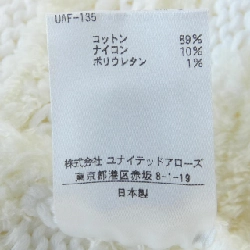 UAF-135
コットン 89%
ナイロン 10%
ポリウレタン 1%
株式会社 ユナイテッドアローズ
東京都港区赤坂8-1-19
日本製